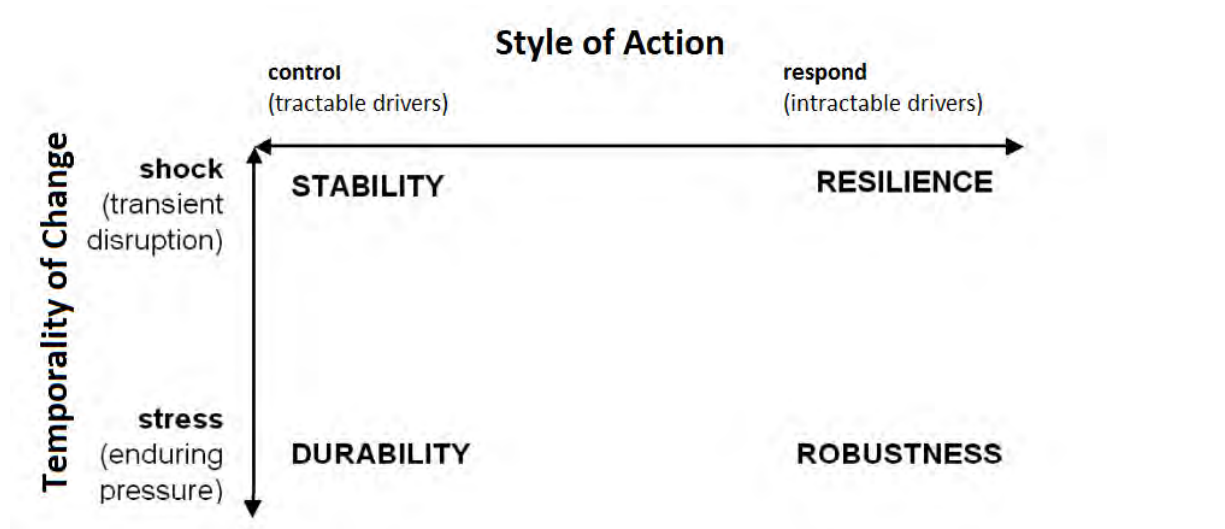 Style of Action
control
(tractable drivers)
respond
(intractable drivers)
Temporality of Change
shock
(transient
disruption)
STABILITY
RESILIENCE
stress
(enduring
pressure)
DURABILITY
ROBUSTNESS